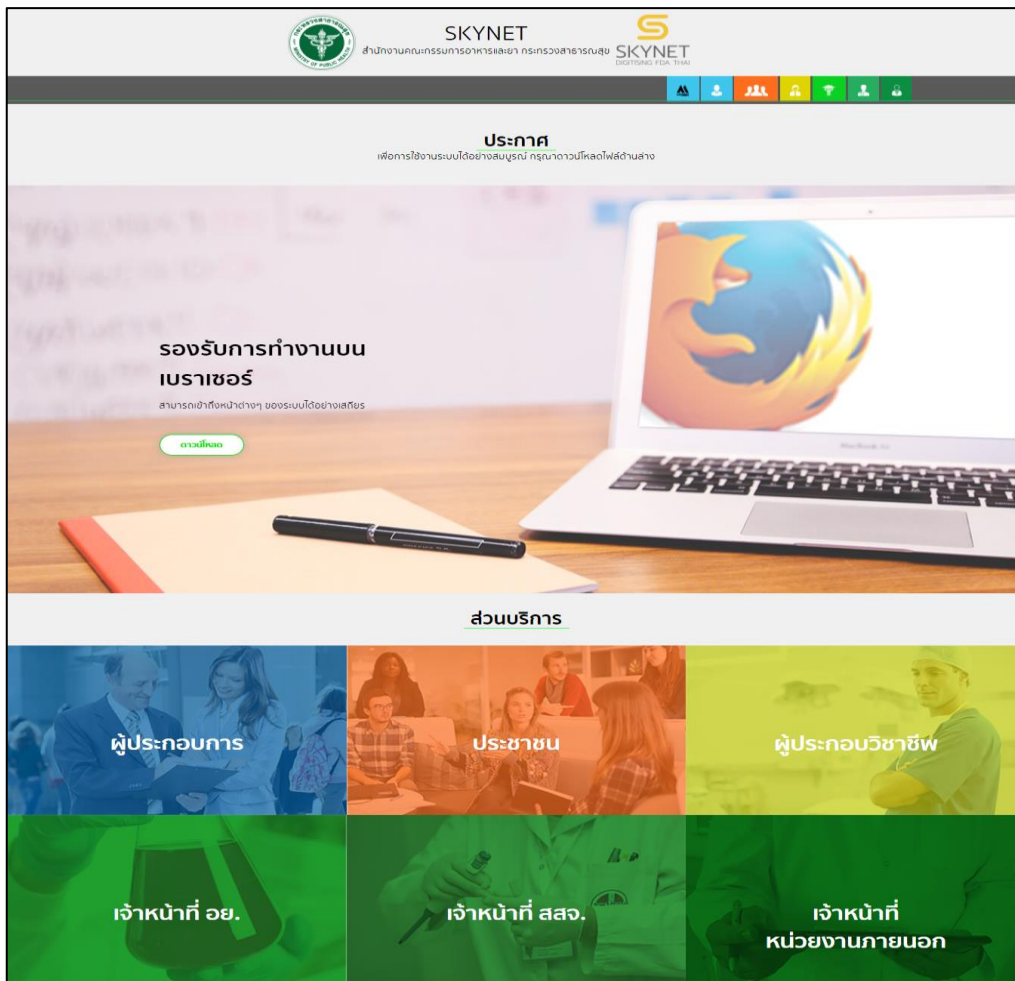 SKYNET
สำนักงานคณะกรรมการอาหารและยา กระทรวงสาธารณสุข
SKYNET
DIGITISING FDA THAI
ประกาศ
เพื่อการใช้งานระบบได้อย่างสมบูรณ์ กรุณาดาวน์โหลดไฟล์ด้านล่าง
รองรับการทำงานบน
เบราเซอร์
สามารถเข้าถึงหน้าต่างๆ ของระบบได้อย่างเสถียร
ดาวน์โหลด
MacBook Air
ส่วนบริการ
ผู้ประกอบการ
ประชาชน
ผู้ประกอบวิชาชีพ
เจ้าหน้าที่ อย.
เจ้าหน้าที่ สสจ.
เจ้าหน้าที่
หน่วยงานภายนอก